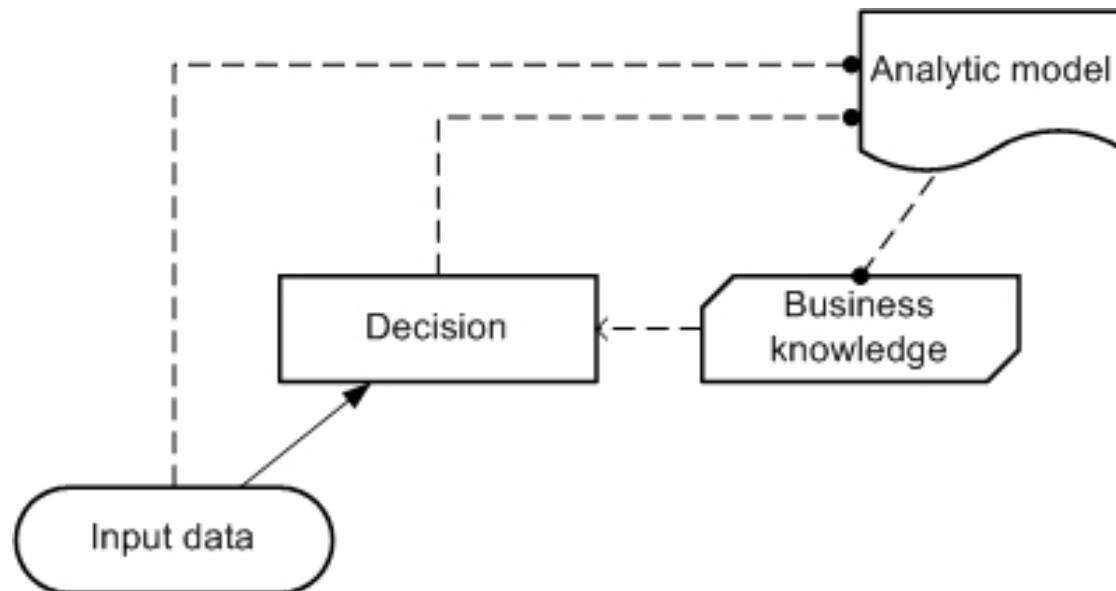 Analytic model
Decision
Business
knowledge
Input data